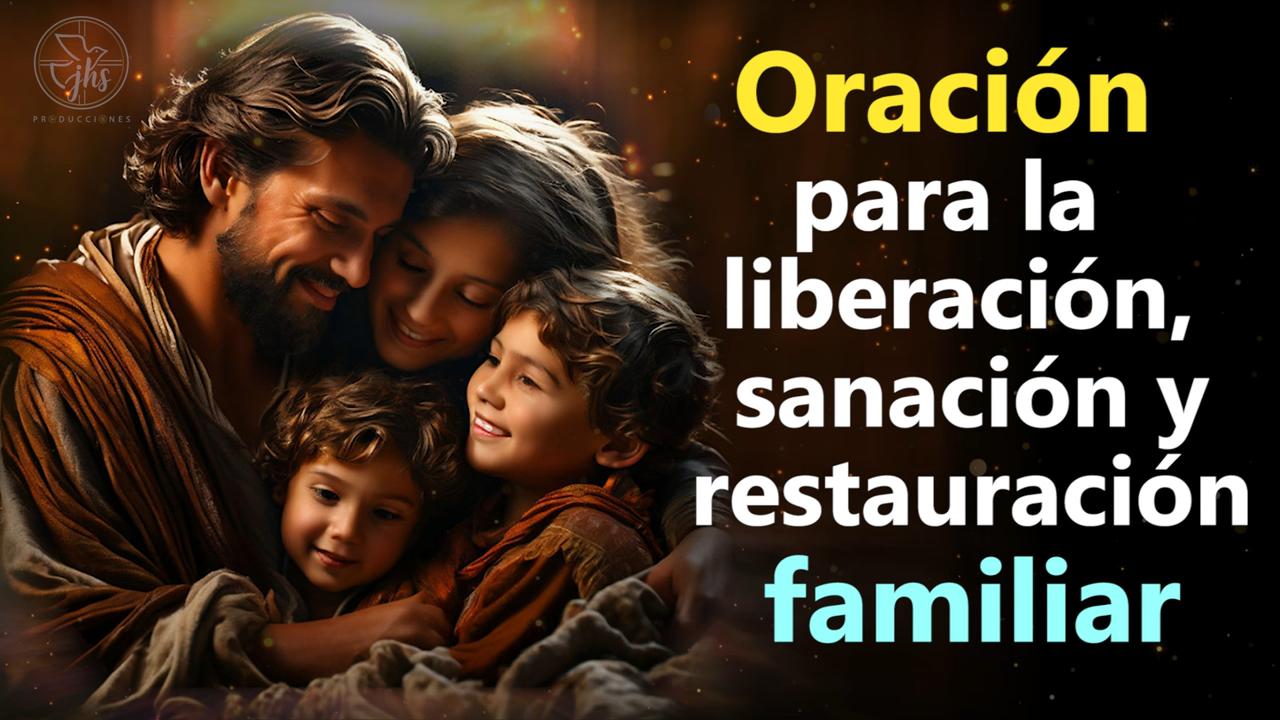 jhs
PRODUCCIONES
Oración
para la
liberación,
sanación y
restauración
familiar